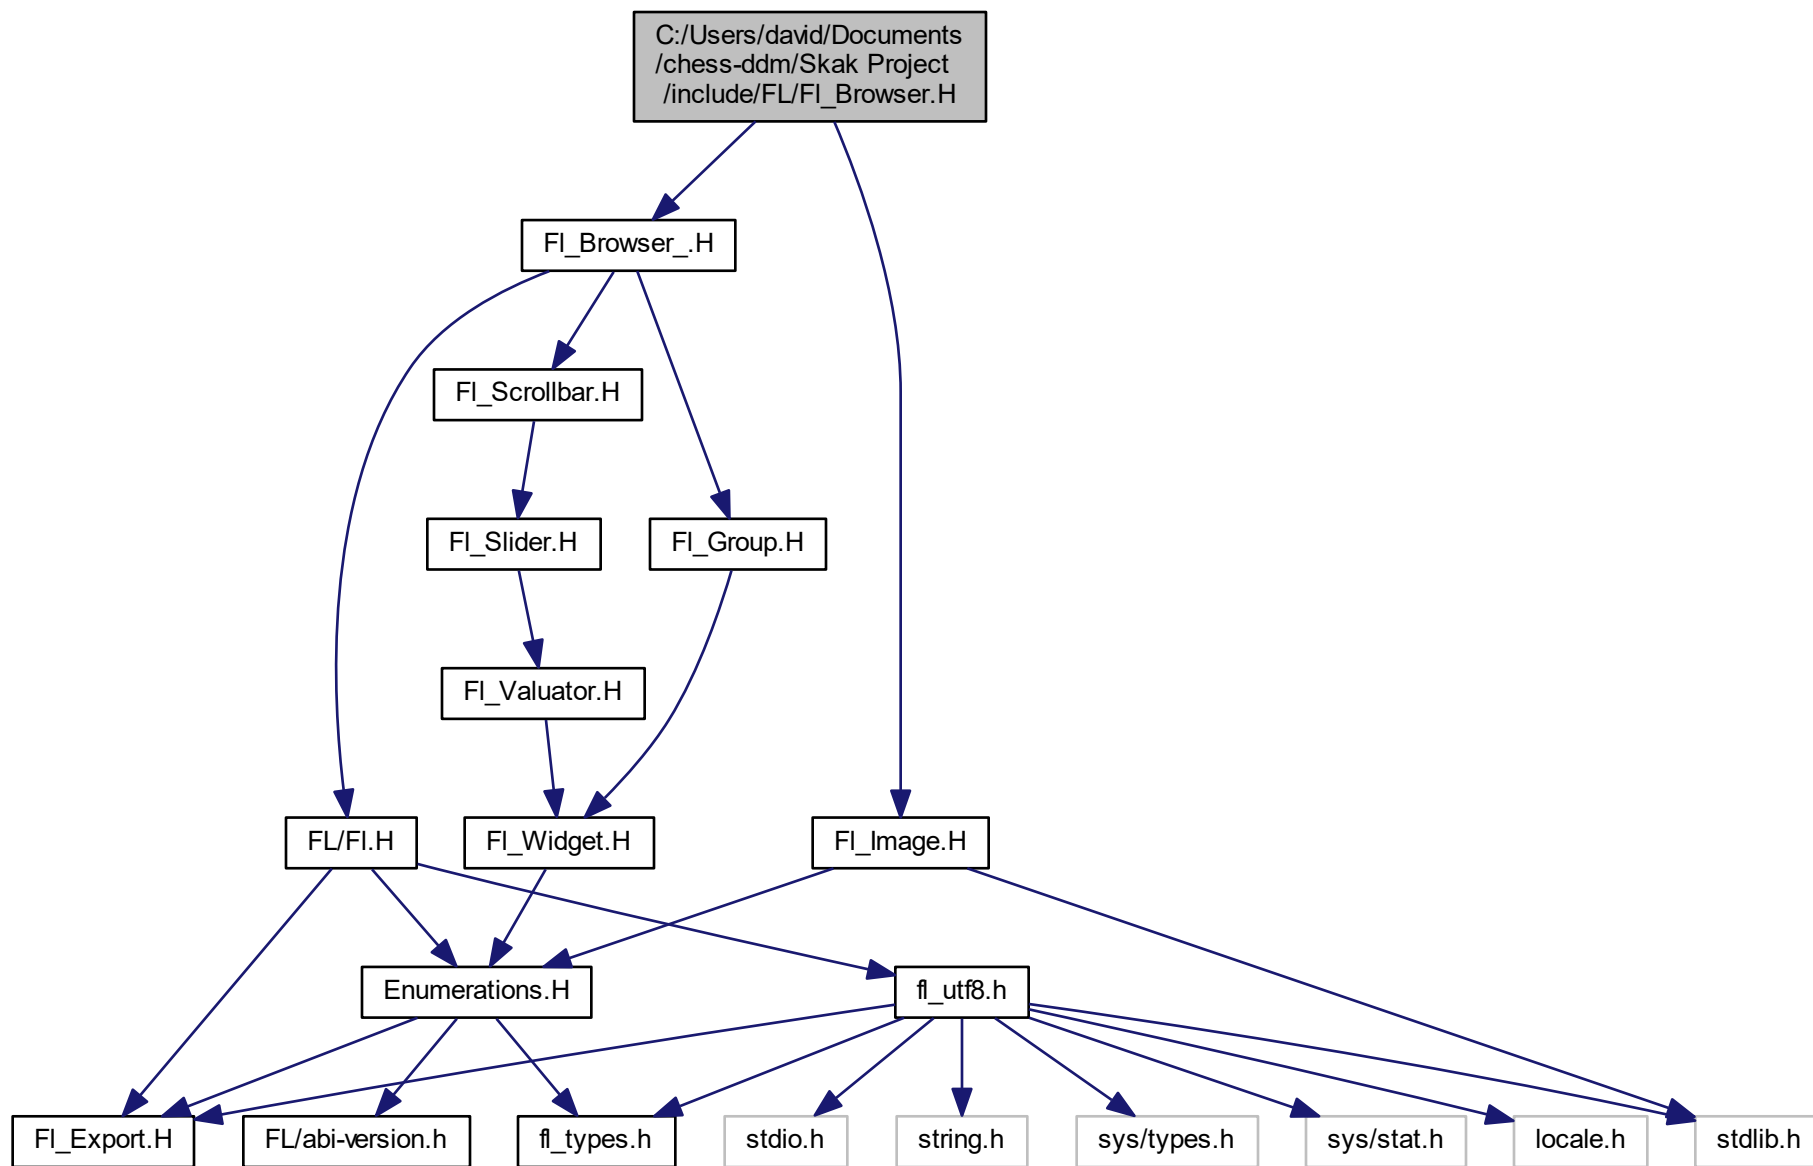 C:/Users/david/Documents
/chess-ddm/Skak Project
/include/FL/Fl_Browser.H
Fl_Browser_.H
Fl_Scrollbar.H
Fl_Slider.H
Fl_Group.H
Fl_Valuator.H
FL/Fl.H
Fl_Widget.H
Fl_Image.H
Enumerations.H
fl_utf8.h
Fl_Export.H
FL/abi-version.h
fl_types.h
stdio.h
string.h
sys/types.h
sys/stat.h
locale.h
stdlib.h